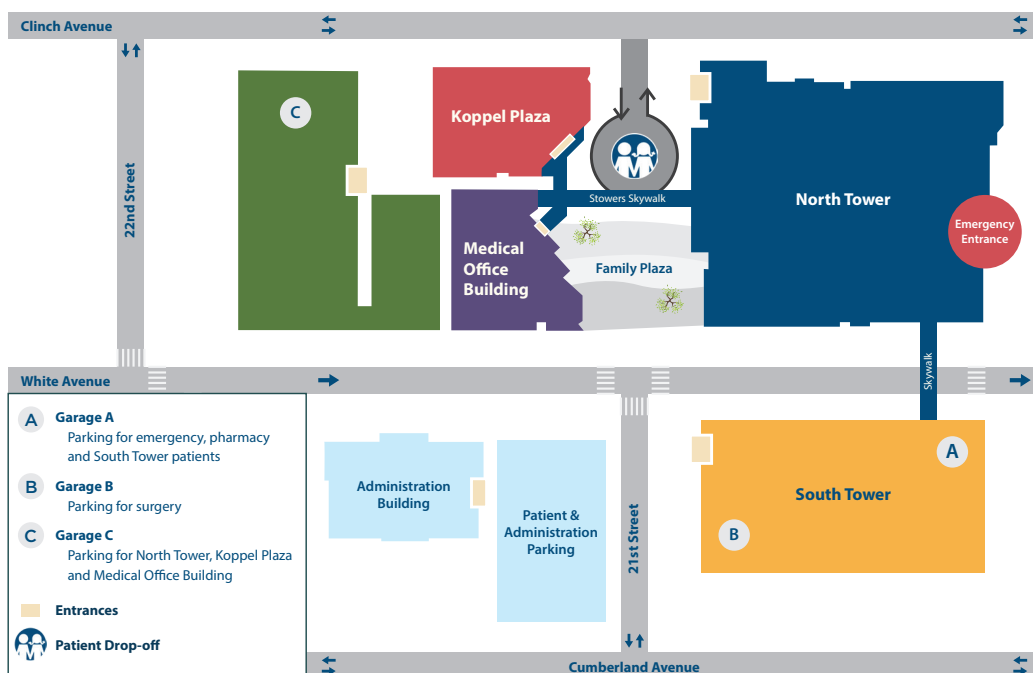 Clinch Avenue
22nd Street
C
Koppel Plaza
Stowers Skywalk
North Tower
Emergency
Entrance
Medical
Office
Building
Family Plaza
White Avenue
Skywalk
A
Garage A
Parking for emergency, pharmacy
and South Tower patients
B
Garage B
Parking for surgery
C
Garage C
Parking for North Tower, Koppel Plaza
and Medical Office Building
Entrances
Patient Drop-off
Administration
Building
Patient &
Administration
Parking
21st Street
A
South Tower
B
Cumberland Avenue